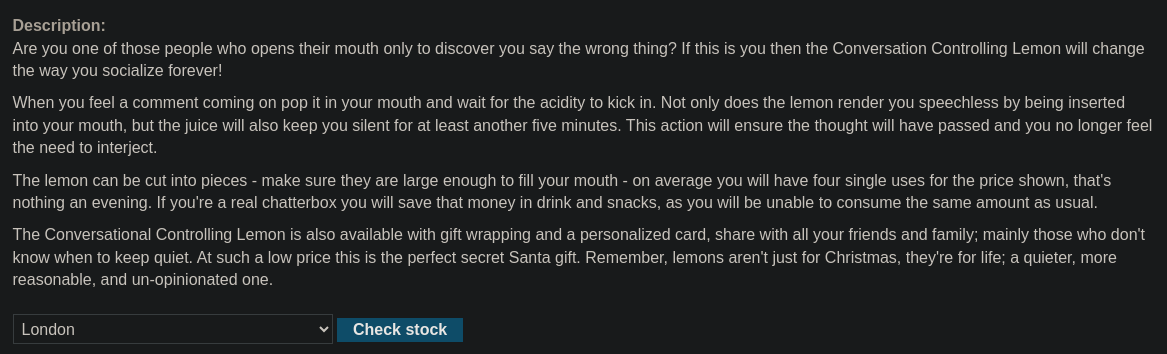 Description:
Are you one of those people who opens their mouth only to discover you say the wrong thing? If this is you then the Conversation Controlling Lemon will change
the way you socialize forever!
When you feel a comment coming on pop it in your mouth and wait for the acidity to kick in. Not only does the lemon render you speechless by being inserted
into your mouth, but the juice will also keep you silent for at least another five minutes. This action will ensure the thought will have passed and you no longer feel
the need to interject.
The lemon can be cut into pieces - make sure they are large enough to fill your mouth - on average you will have four single uses for the price shown, that's
nothing an evening. If you're a real chatterbox you will save that money in drink and snacks, as you will be unable to consume the same amount as usual.
The Conversational Controlling Lemon is also available with gift wrapping and a personalized card, share with all your friends and family; mainly those who don't
know when to keep quiet. At such a low price this is the perfect secret Santa gift. Remember, lemons aren't just for Christmas, they're for life; a quieter, more
reasonable, and un-opinionated one.
London Check stock